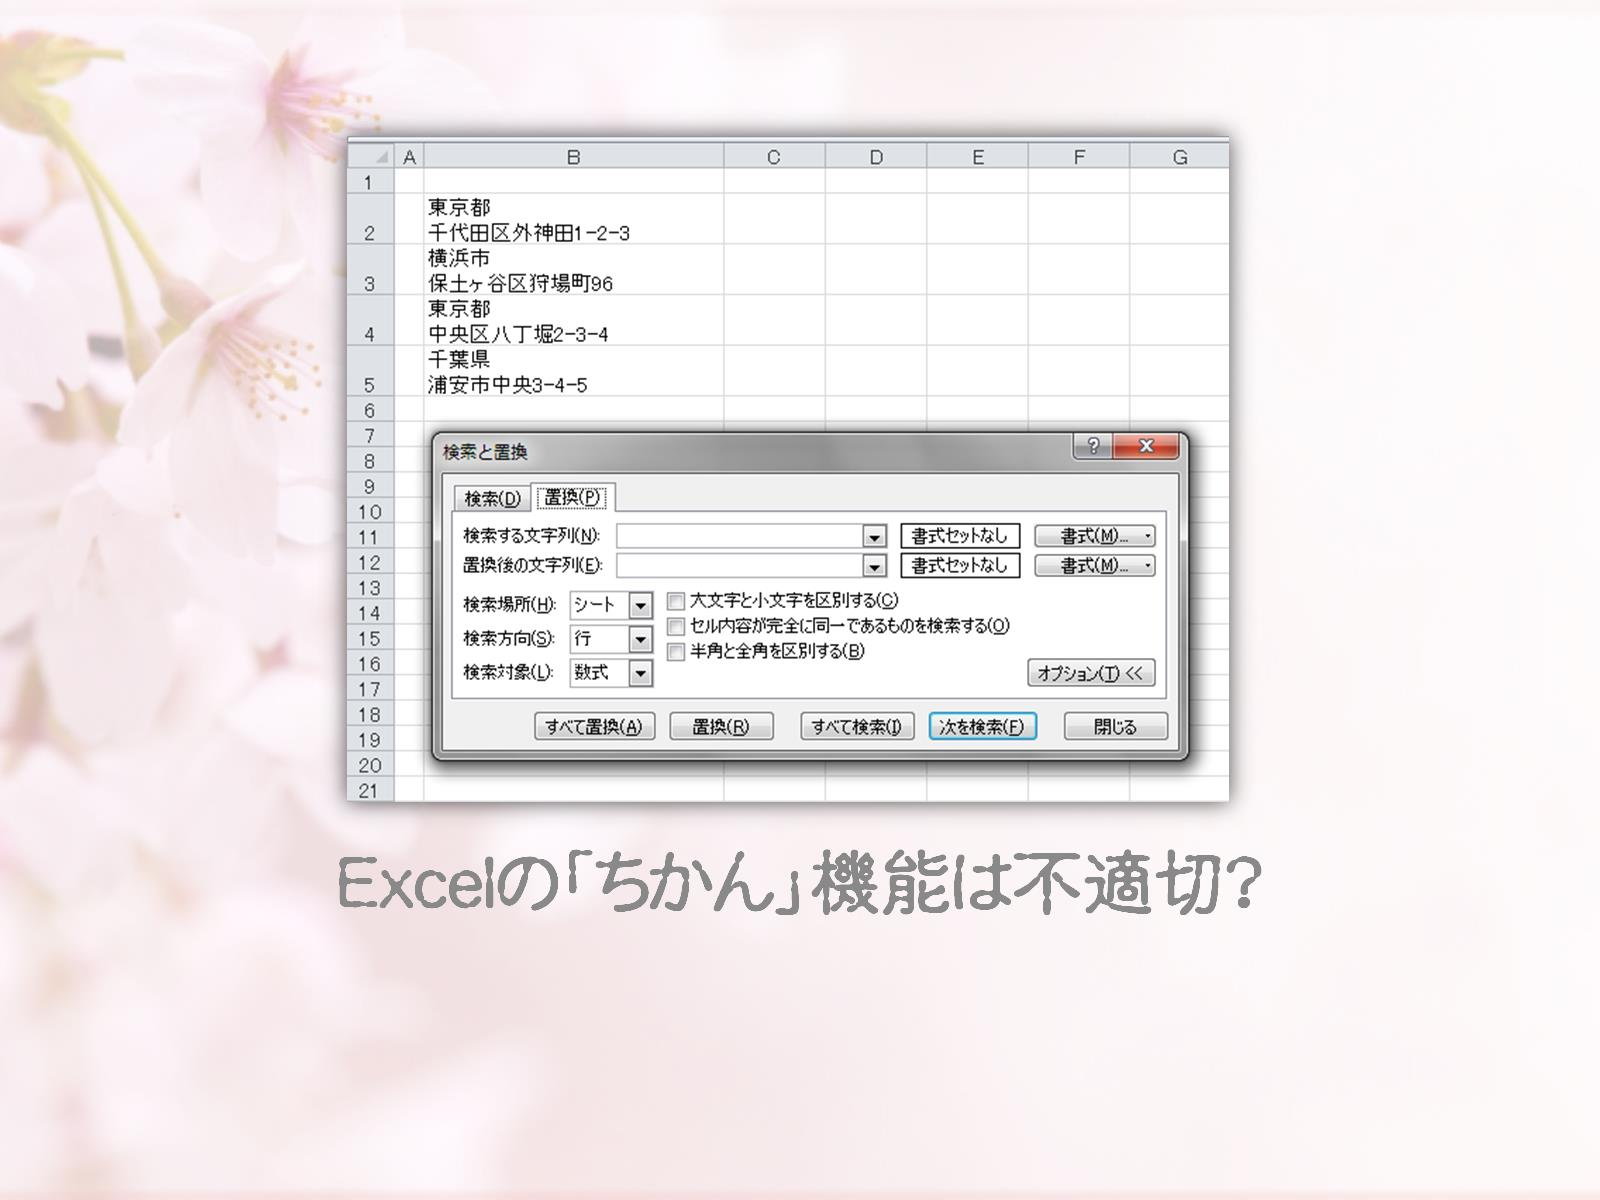 A B C D E F G
1
2 東京都
千代田区外神田1-2-3
3 横浜市
保土ヶ谷区狩場町96
4 東京都
中央区八丁堀2-3-4
5 千葉県
浦安市中央3-4-5
6
7
8
9
10
11
12
13
14
15
16
17
18
19
20
21
検索と置換
?
検索(D) 置換(P)
検索する文字列(N): 書式セットなし 書式(M)...
置換後の文字列(E): 書式セットなし 書式(M)...
検索場所(H): シート 大文字と小文字を区別する(C)
セル内容が完全に同一であるものを検索する(O)
検索方向(S): 行 半角と全角を区別する(B)
検索対象(L): 数式 オプション(T) <<
すべて置換(A) 置換(R) すべて検索(I) 次を検索(F) 閉じる
Excelの「ちかん」機能は不適切?